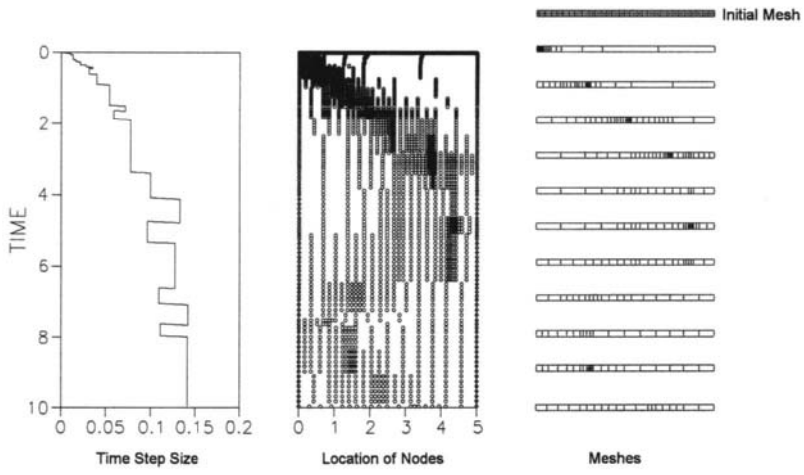 Initial Mesh
0
2
4
6
8
10
TIME
0 0.05 0.1 0.15 0.2
0 1 2 3 4 5
Time Step Size
Location of Nodes
Meshes